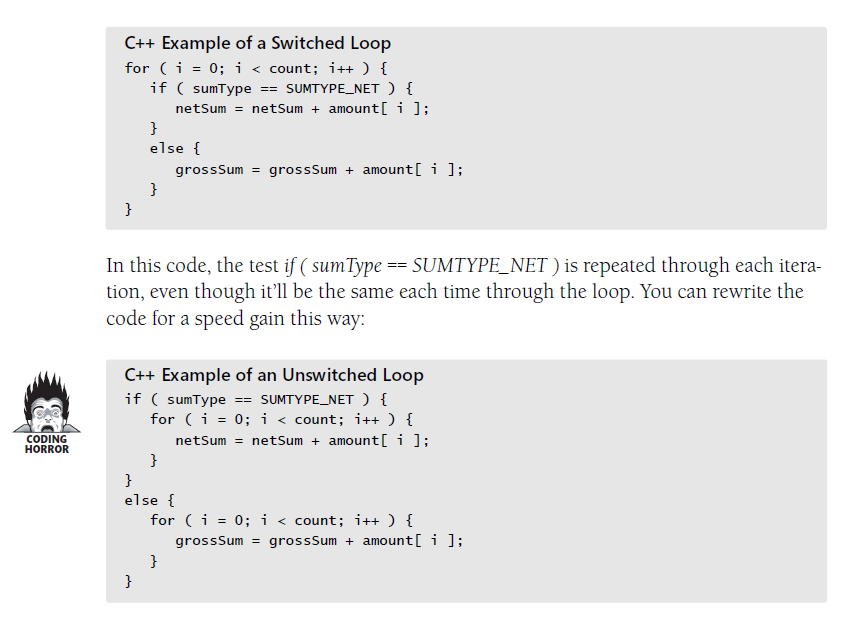 C++ Example of a Switched Loop
for ( i = 0; i < count; i++ ) {
   if ( sumType == SUMTYPE_NET ) {
      netSum = netSum + amount[ i ];
   }
   else {
      grossSum = grossSum + amount[ i ];
   }
}
In this code, the test if ( sumType == SUMTYPE_NET ) is repeated through each itera-
tion, even though it’ll be the same each time through the loop. You can rewrite the
code for a speed gain this way:
CODING
HORROR
C++ Example of an Unswitched Loop
if ( sumType == SUMTYPE_NET ) {
   for ( i = 0; i < count; i++ ) {
      netSum = netSum + amount[ i ];
   }
}
else {
   for ( i = 0; i < count; i++ ) {
      grossSum = grossSum + amount[ i ];
   }
}